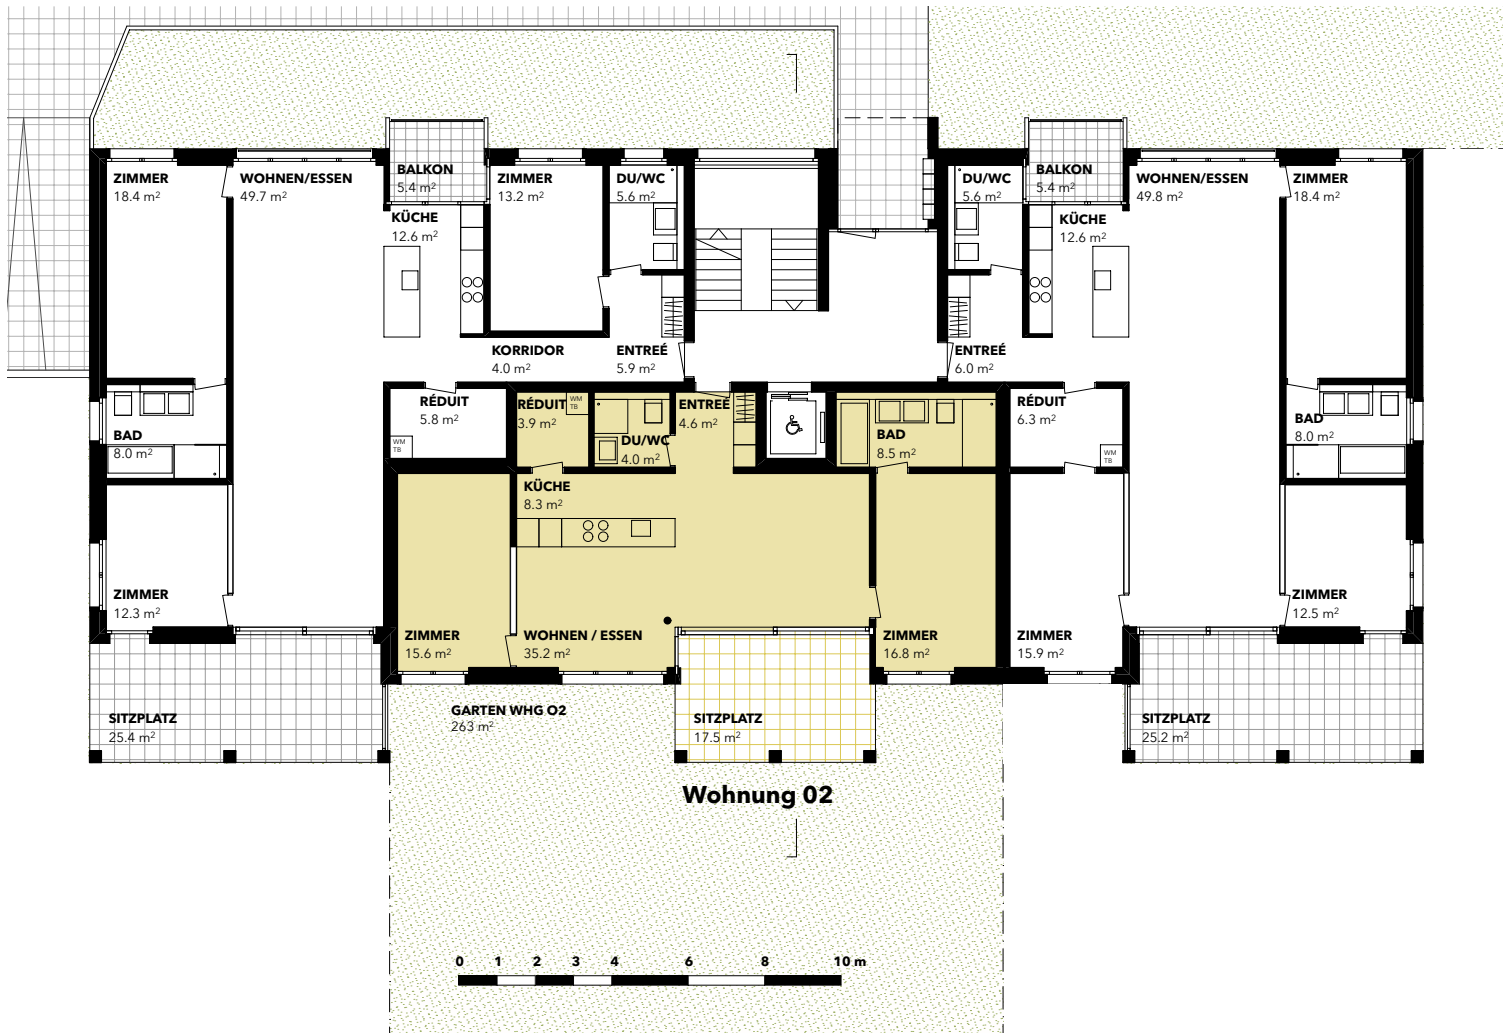 ZIMMER
18.4 m²
WOHNEN/ESSEN
49.7 m²
BALKON
5.4 m²
KÜCHE
12.6 m²
ZIMMER
13.2 m²
DU/WC
5.6 m²
DU/WC
5.6 m²
BALKON
5.4 m²
KÜCHE
12.6 m²
WOHNEN/ESSEN
49.8 m²
ZIMMER
18.4 m²
KORRIDOR
4.0 m²
ENTREÉ
5.9 m²
ENTREÉ
6.0 m²
BAD
8.0 m²
RÉDUIT
5.8 m²
WM
TB
RÉDUIT
3.9 m²
WM
TB
DU/WC
4.0 m²
ENTREÉ
4.6 m²
BAD
8.5 m²
RÉDUIT
6.3 m²
WM
TB
BAD
8.0 m²
KÜCHE
8.3 m²
ZIMMER
12.3 m²
ZIMMER
15.6 m²
WOHNEN / ESSEN
35.2 m²
ZIMMER
16.8 m²
ZIMMER
15.9 m²
ZIMMER
12.5 m²
SITZPLATZ
25.4 m²
GARTEN WHG O2
263 m²
SITZPLATZ
17.5 m²
SITZPLATZ
25.2 m²
Wohnung 02
0 1 2 3 4 6 8 10 m